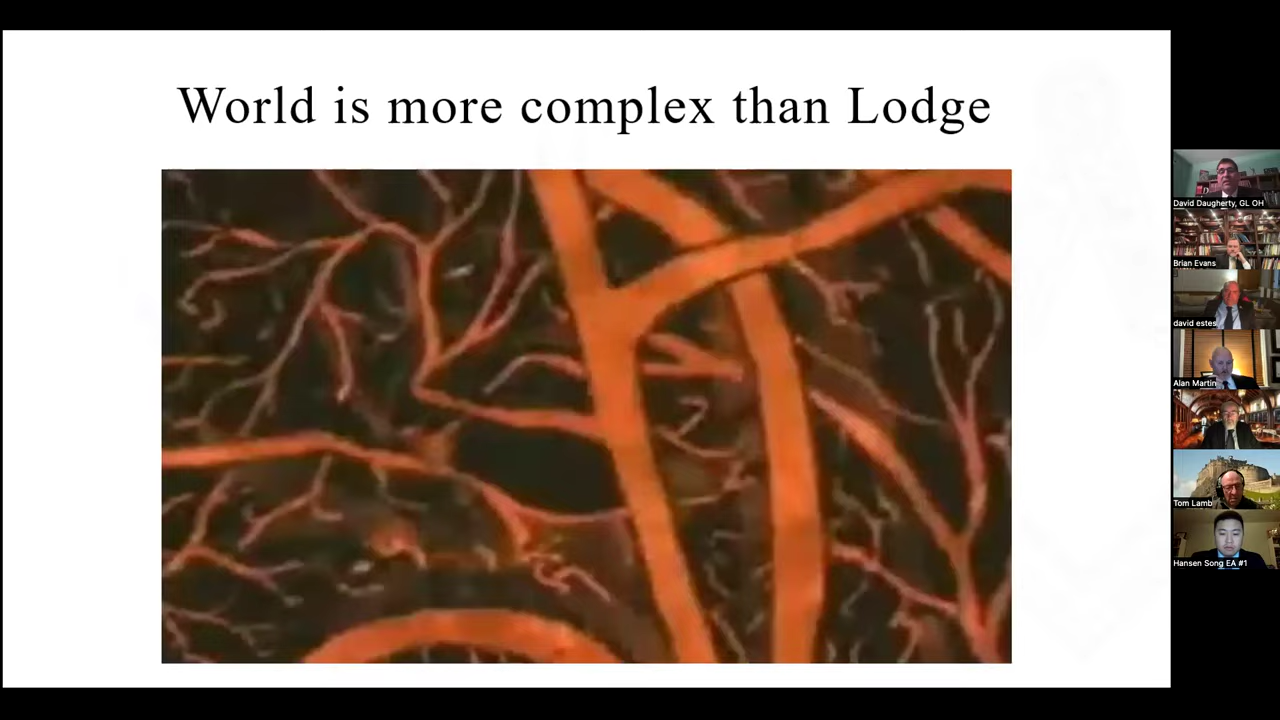 World is more complex than Lodge
David Daugherty, GL OH
Brian Evans
david estes
Alan Martin
Tom Lamb
Hansen Song EA #1